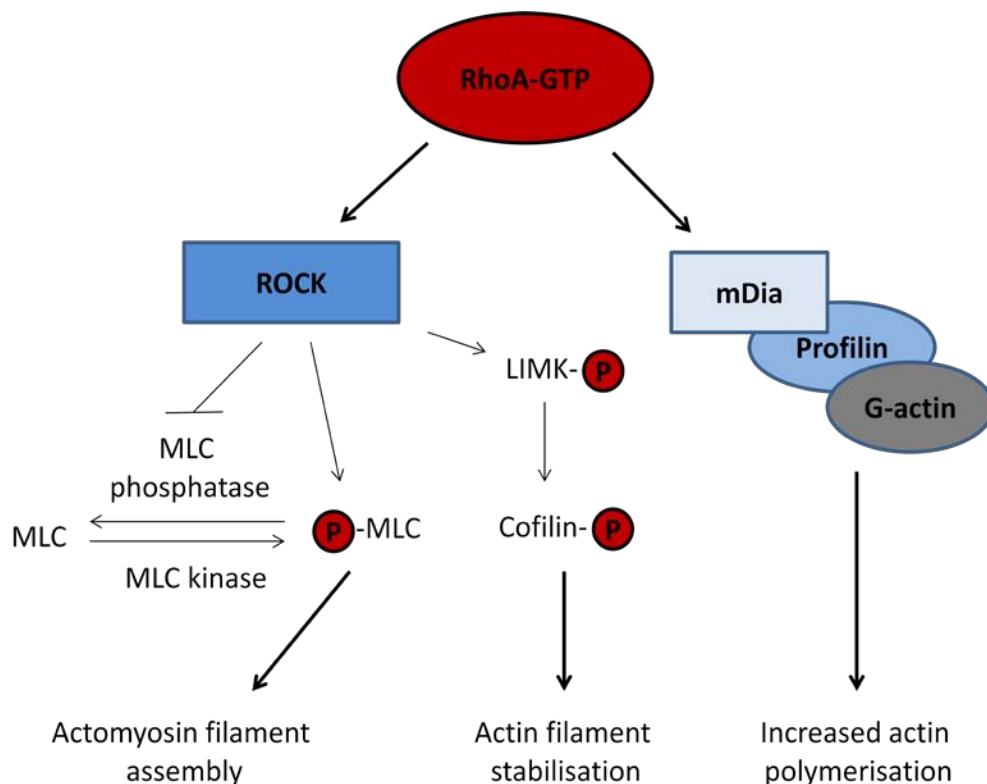 RhoA-GTP
ROCK
mDia
Profilin
G-actin
LIMK- P
MLC
phosphatase
MLC
P -MLC
MLC kinase
Cofilin- P
Actomyosin filament
assembly
Actin filament
stabilisation
Increased actin
polymerisation